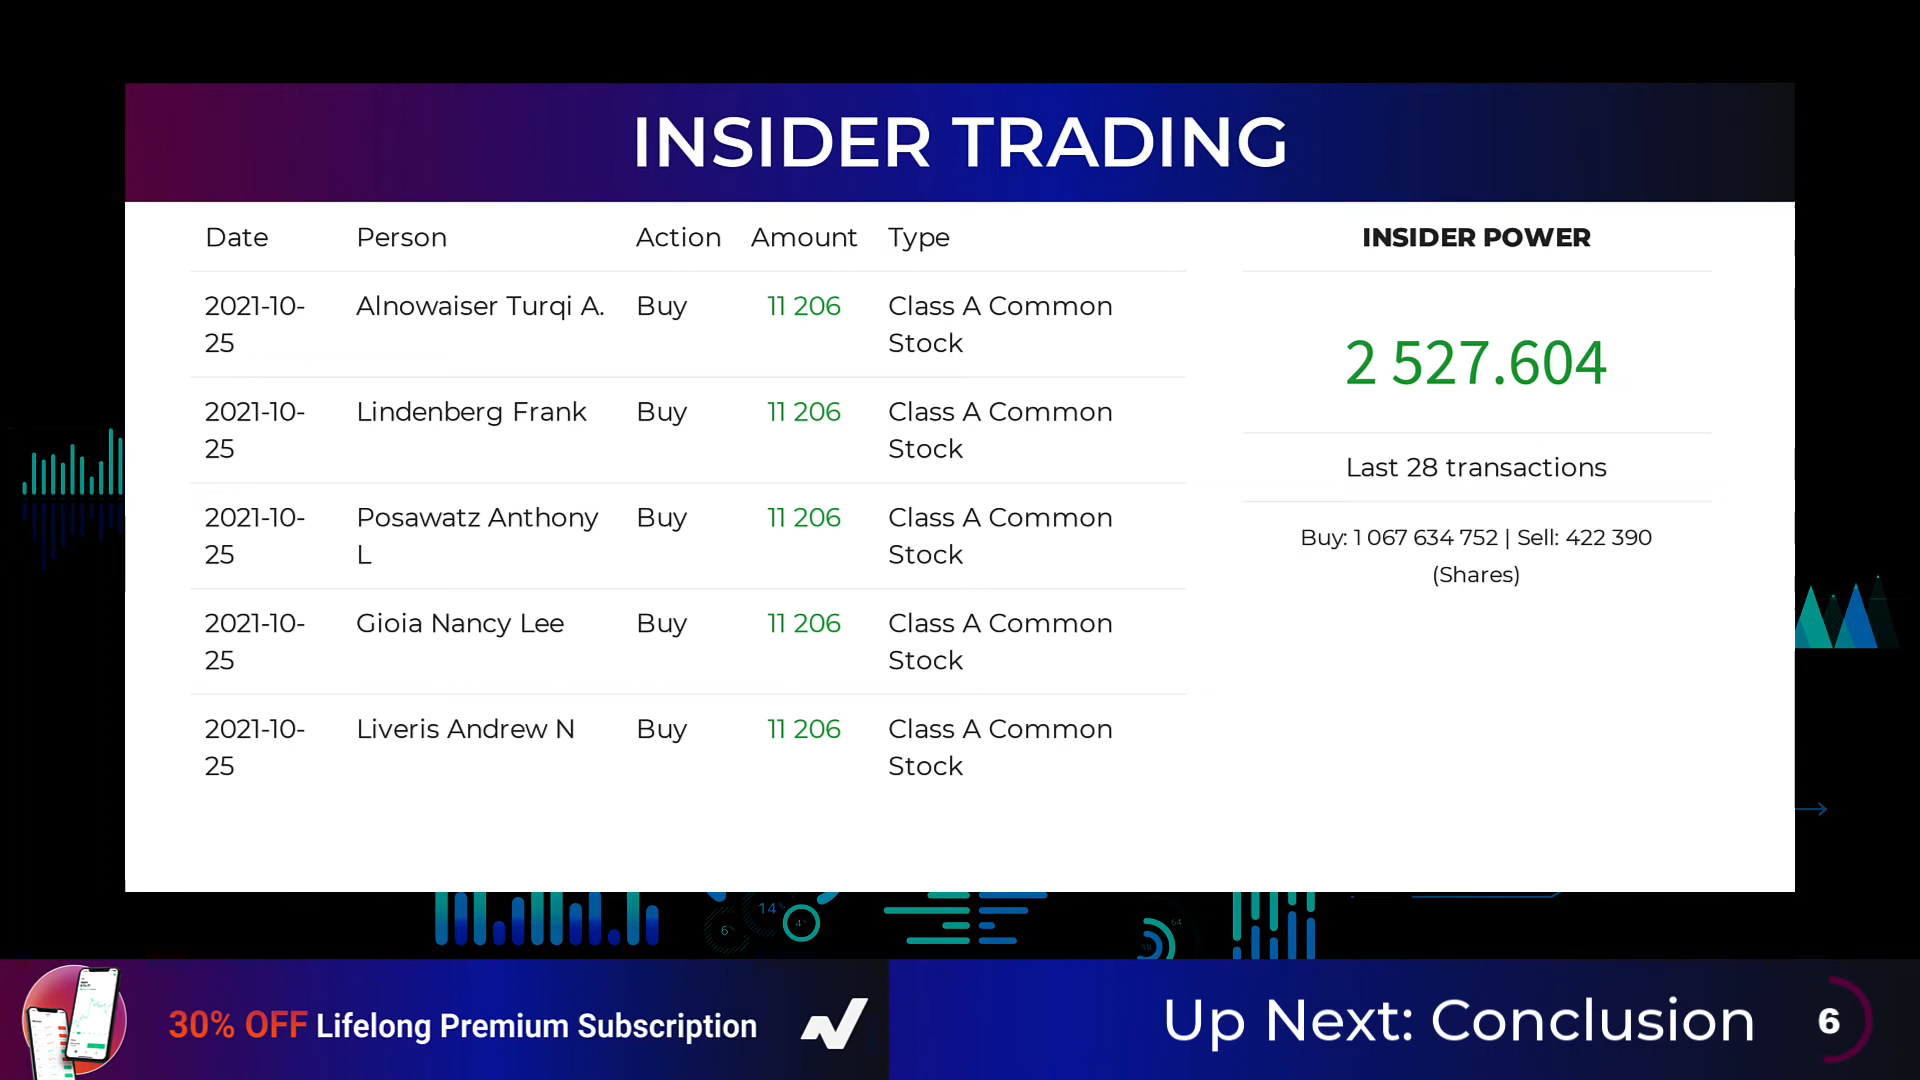 INSIDER TRADING
Date Person Action Amount Type
2021-10-
25
Alnowaiser Turqi A. Buy 11 206 Class A Common
Stock
2021-10-
25
Lindenberg Frank Buy 11 206 Class A Common
Stock
2021-10-
25
Posawatz Anthony
L
Buy 11 206 Class A Common
Stock
2021-10-
25
Gioia Nancy Lee Buy 11 206 Class A Common
Stock
2021-10-
25
Liveris Andrew N Buy 11 206 Class A Common
Stock
INSIDER POWER
2 527.604
Last 28 transactions
Buy: 1 067 634 752 | Sell: 422 390
(Shares)
6
14
4
64
30% OFF Lifelong Premium Subscription
Up Next: Conclusion
6